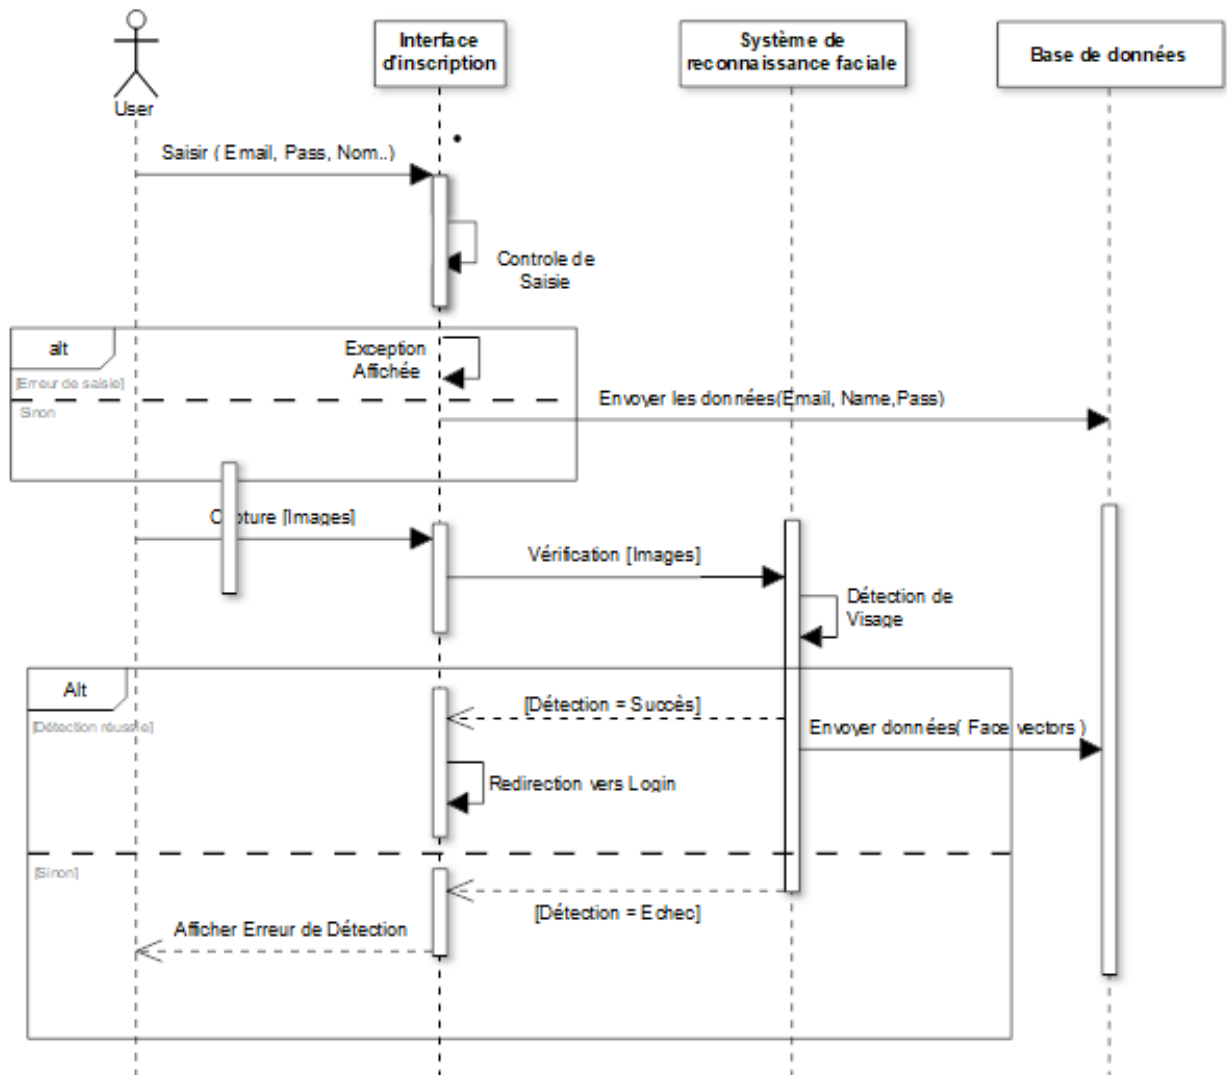 Interface
d'inscription
Système de
reconnaissance faciale
Base de données
User
Saisir ( Email, Pass, Nom..)
Controle de
Saisie
alt
Exception
Affichée
[Erreur de saisie]
Sinon
Envoyer les données(Email, Name,Pass)
[Images]
Vérification [Images]
Détection de
Visage
Alt
[Détection réussie]
[Détection = Succès]
Envoyer données( Face vectors )
Redirection vers Login
[Sinon]
[Détection = Echec]
Afficher Erreur de Détection